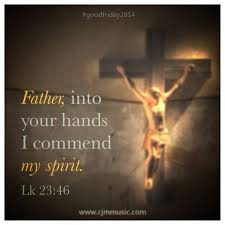 #goodfriday2014
Father, into
your hands
I commend
my spirit.
Lk 23:46
www.cjmmusic.com